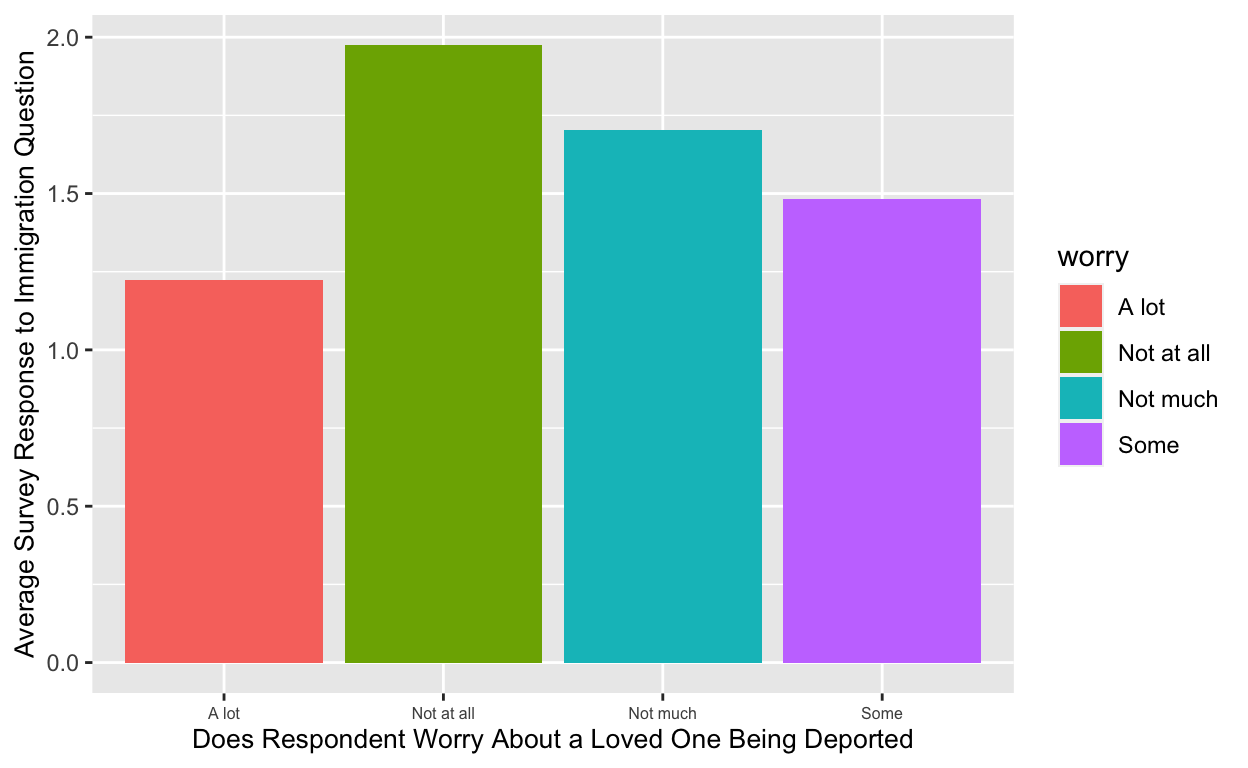 Average Survey Response to Immigration Question
2.0
1.5
1.0
0.5
0.0
A lot
Not at all
Not much
Some
Does Respondent Worry About a Loved One Being Deported
worry
A lot
Not at all
Not much
Some